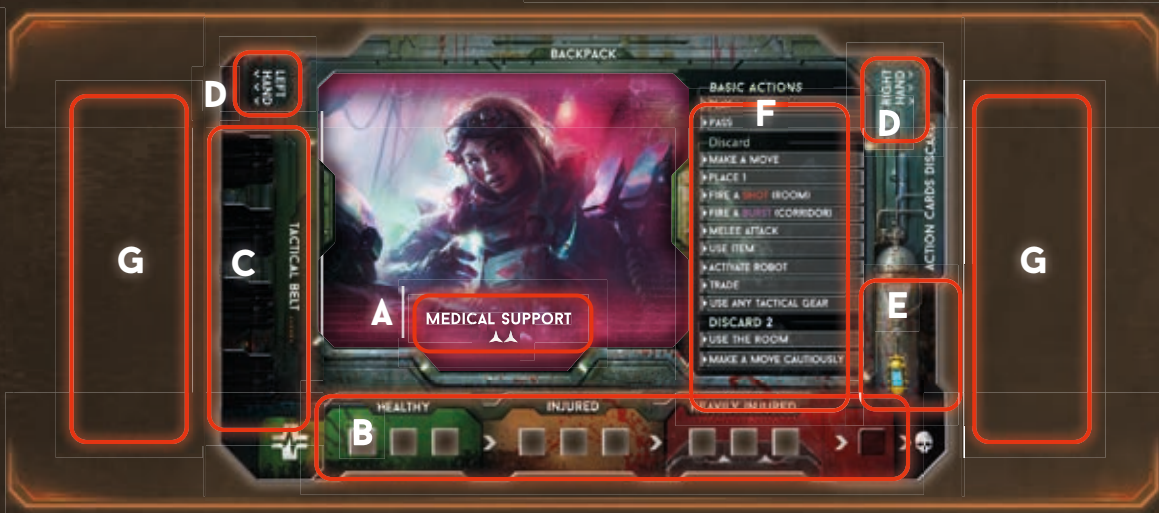 BACKPACK
LEFT
HAND
D
RIGHT
HAND
D
BASIC ACTIONS
F
PASS
Discard
MAKE A MOVE
PLACE 1
FIRE A SHOT (ROOM)
FIRE A BURST (CORRIDOR)
MELEE ATTACK
USE ITEM
ACTIVATE ROBOT
TRADE
USE ANY TACTICAL GEAR
DISCARD 2
USE THE ROOM
MAKE A MOVE CAUTIOUSLY
ACTION CARDS DISCARD
G
C
TACTICAL BELT
G
E
A
MEDICAL SUPPORT
HEALTHY
INJURED
HEAVILY INJURED
B